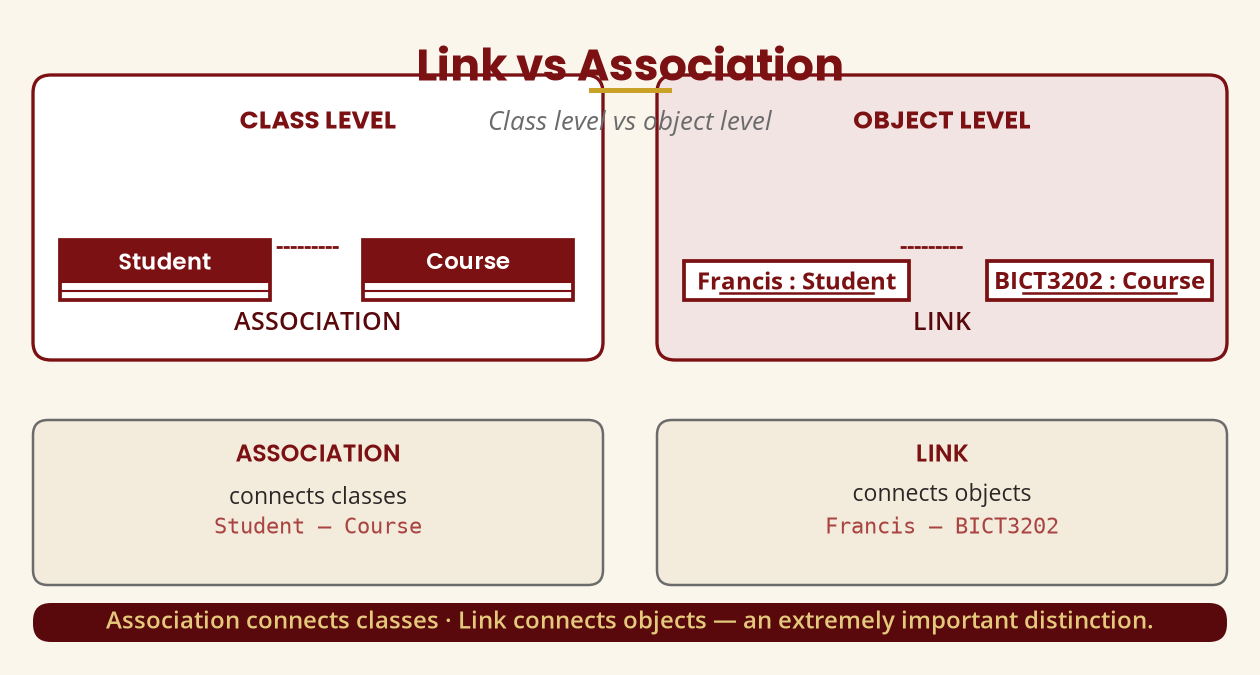 Link vs Association
Class level vs object level
CLASS LEVEL
Student
---------
Course
ASSOCIATION
OBJECT LEVEL
---------
Francis : Student
BICT3202 : Course
LINK
ASSOCIATION
connects classes
Student — Course
LINK
connects objects
Francis — BICT3202
Association connects classes · Link connects objects — an extremely important distinction.